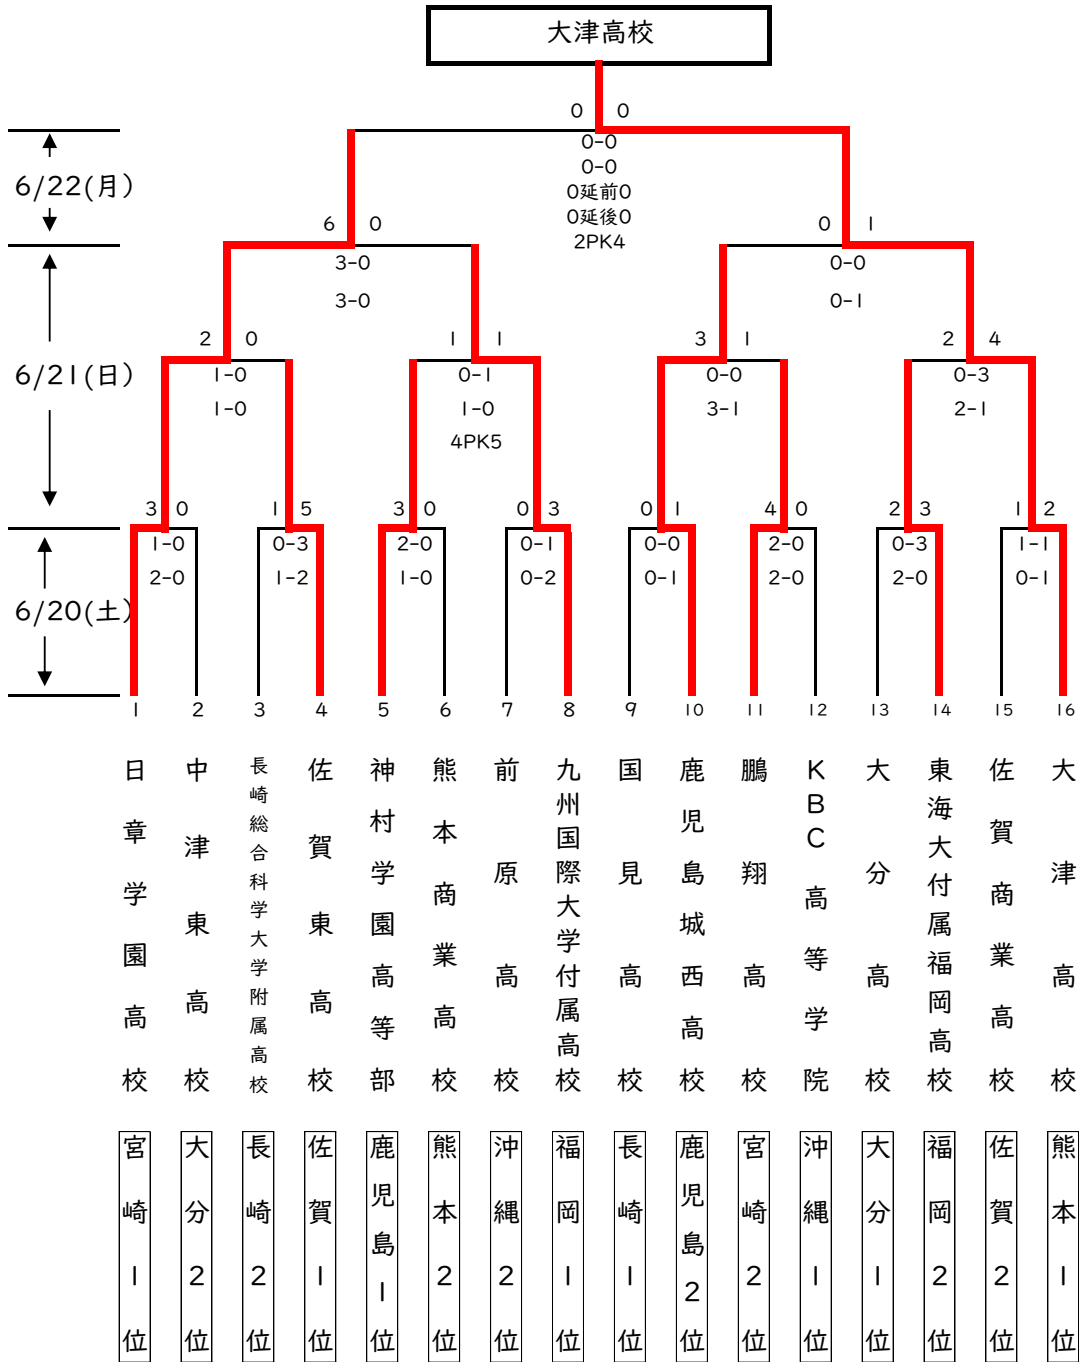 大津高校
0 0
0-0
6/22(月)
0-0
0延前0
0延後0
6 0
0 1
2PK4
3-0
0-0
3-0
0-1
2 0
1 1
3 1
2 4
6/21(日)
1-0
0-1
0-0
0-3
1-0
1-0
3-1
2-1
4PK5
3 0
1 5
3 0
0 3
0 1
4 0
2 3
1 2
1-0
0-3
2-0
0-1
0-0
2-0
0-3
1-1
2-0
1-2
1-0
0-2
0-1
2-0
2-0
0-1
6/20(土)
1 2 3 4 5 6 7 8 9 10 11 12 13 14 15 16
日章学園高校
中津東高校
長崎総合科学大学附属高校
佐賀東高校
神村学園高等部
熊本商業高校
前原高校
九州国際大学付属高校
国見高校
鹿児島城西高校
鵬翔高校
KBC高等学院
大分高校
東海大付属福岡高校
佐賀商業高校
大津高校
宮崎1位
大分2位
長崎2位
佐賀1位
鹿児島1位
熊本2位
沖縄2位
福岡1位
長崎1位
鹿児島2位
宮崎2位
沖縄1位
大分1位
福岡2位
佐賀2位
熊本1位